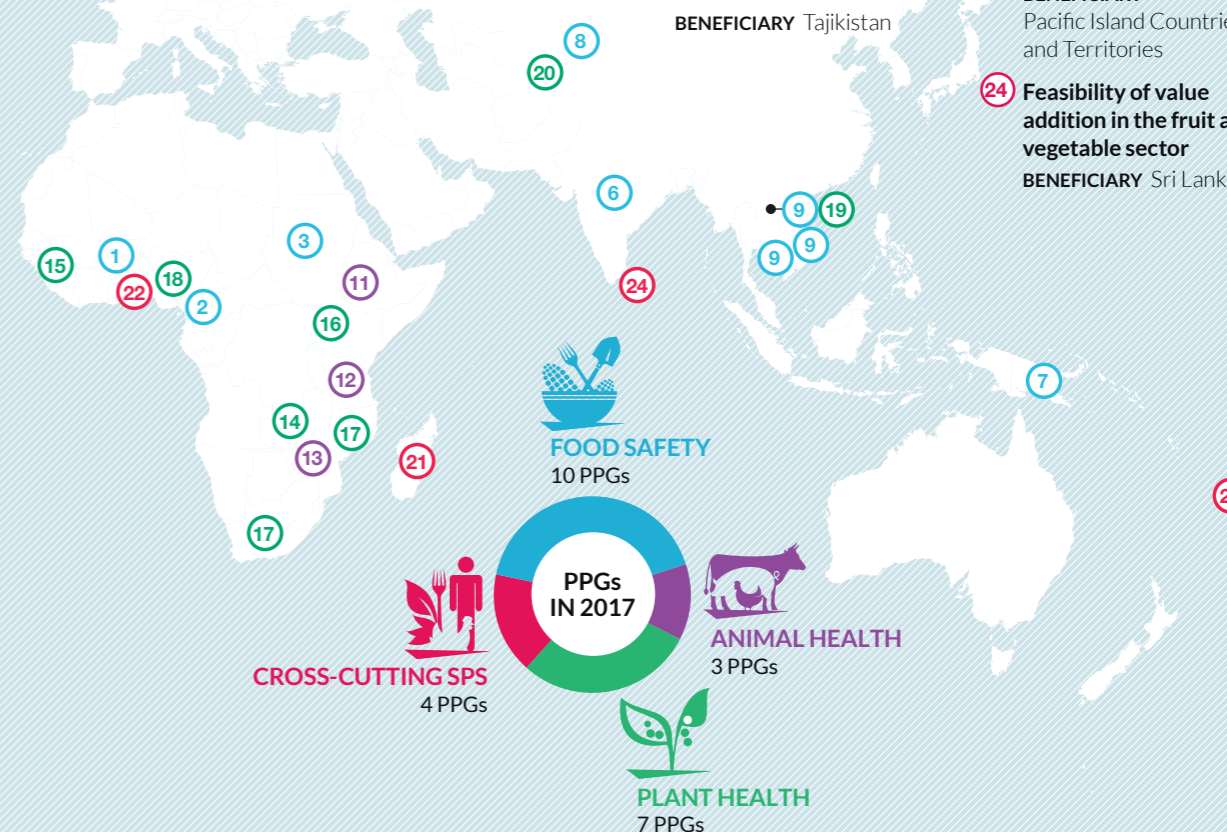 BENEFICIARY Tajikistan
Pacific Island Countrie
and Territories
24 Feasibility of value
addition in the fruit a
vegetable sector
BENEFICIARY Sri Lank
8
20
6
9 19
9
9
3
1
15
18
11
22
24
2
16
12
7
14
17
13
21
2
17
FOOD SAFETY
10 PPGs
PPGs
IN 2017
ANIMAL HEALTH
3 PPGs
CROSS-CUTTING SPS
4 PPGs
PLANT HEALTH
7 PPGs